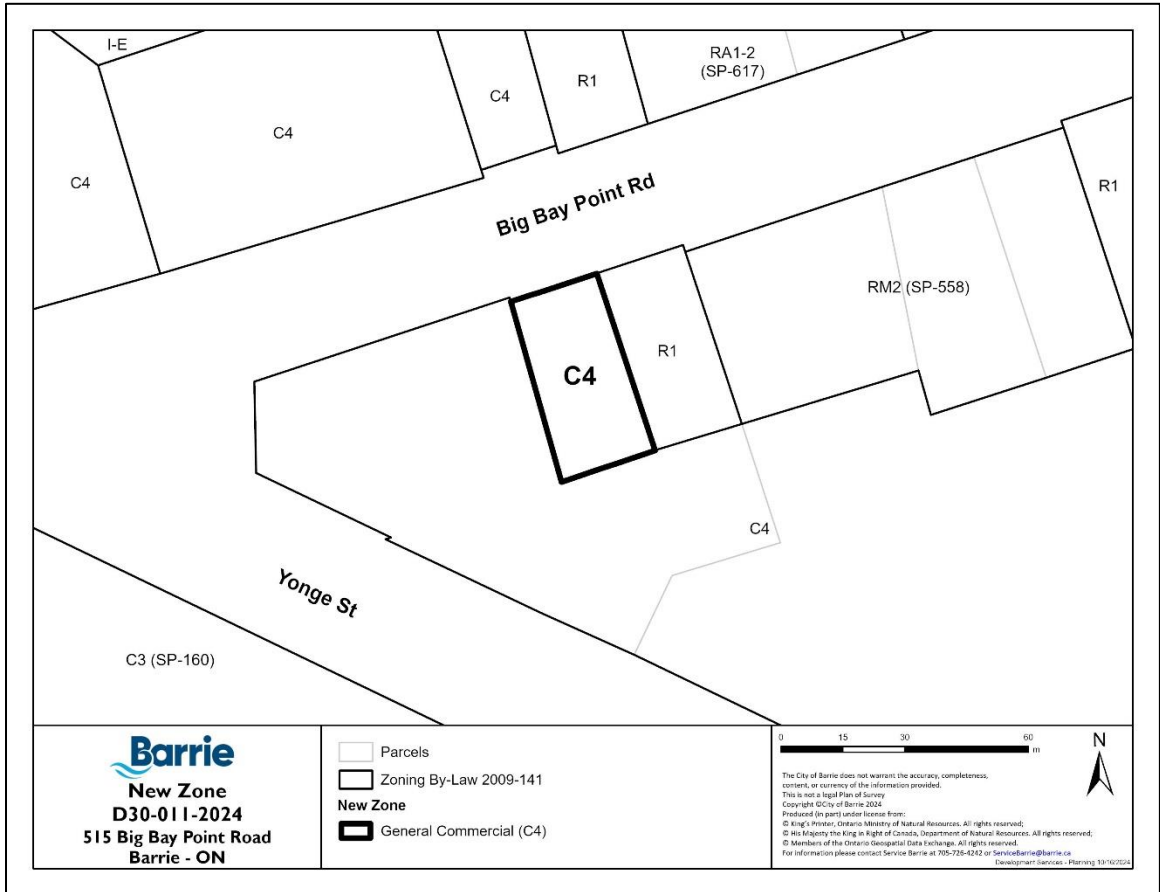 I-E
C4
C4
C4
R1
RA1-2
(SP-617)
R1
Big Bay Point Rd
RM2 (SP-558)
C4
R1
C4
Yonge St
C3 (SP-160)
Barrie
New Zone
D30-011-2024
515 Big Bay Point Road
Barrie - ON
Parcels
Zoning By-Law 2009-141
New Zone
General Commercial (C4)
0 15 30 60
m
N
The City of Barrie does not warrant the accuracy, completeness,
content, or currency of the information provided.
This is not a legal Plan of Survey
Copyright ©City of Barrie 2024
Produced (in part) under license from:
© King's Printer, Ontario Ministry of Natural Resources. All rights reserved;
© His Majesty the King in Right of Canada, Department of Natural Resources. All rights reserved;
© Members of the Ontario Geospatial Data Exchange. All rights reserved.
For information please contact Service Barrie at 705-726-4242 or ServiceBarrie@barrie.ca
Development Services - Planning 10/16/2024